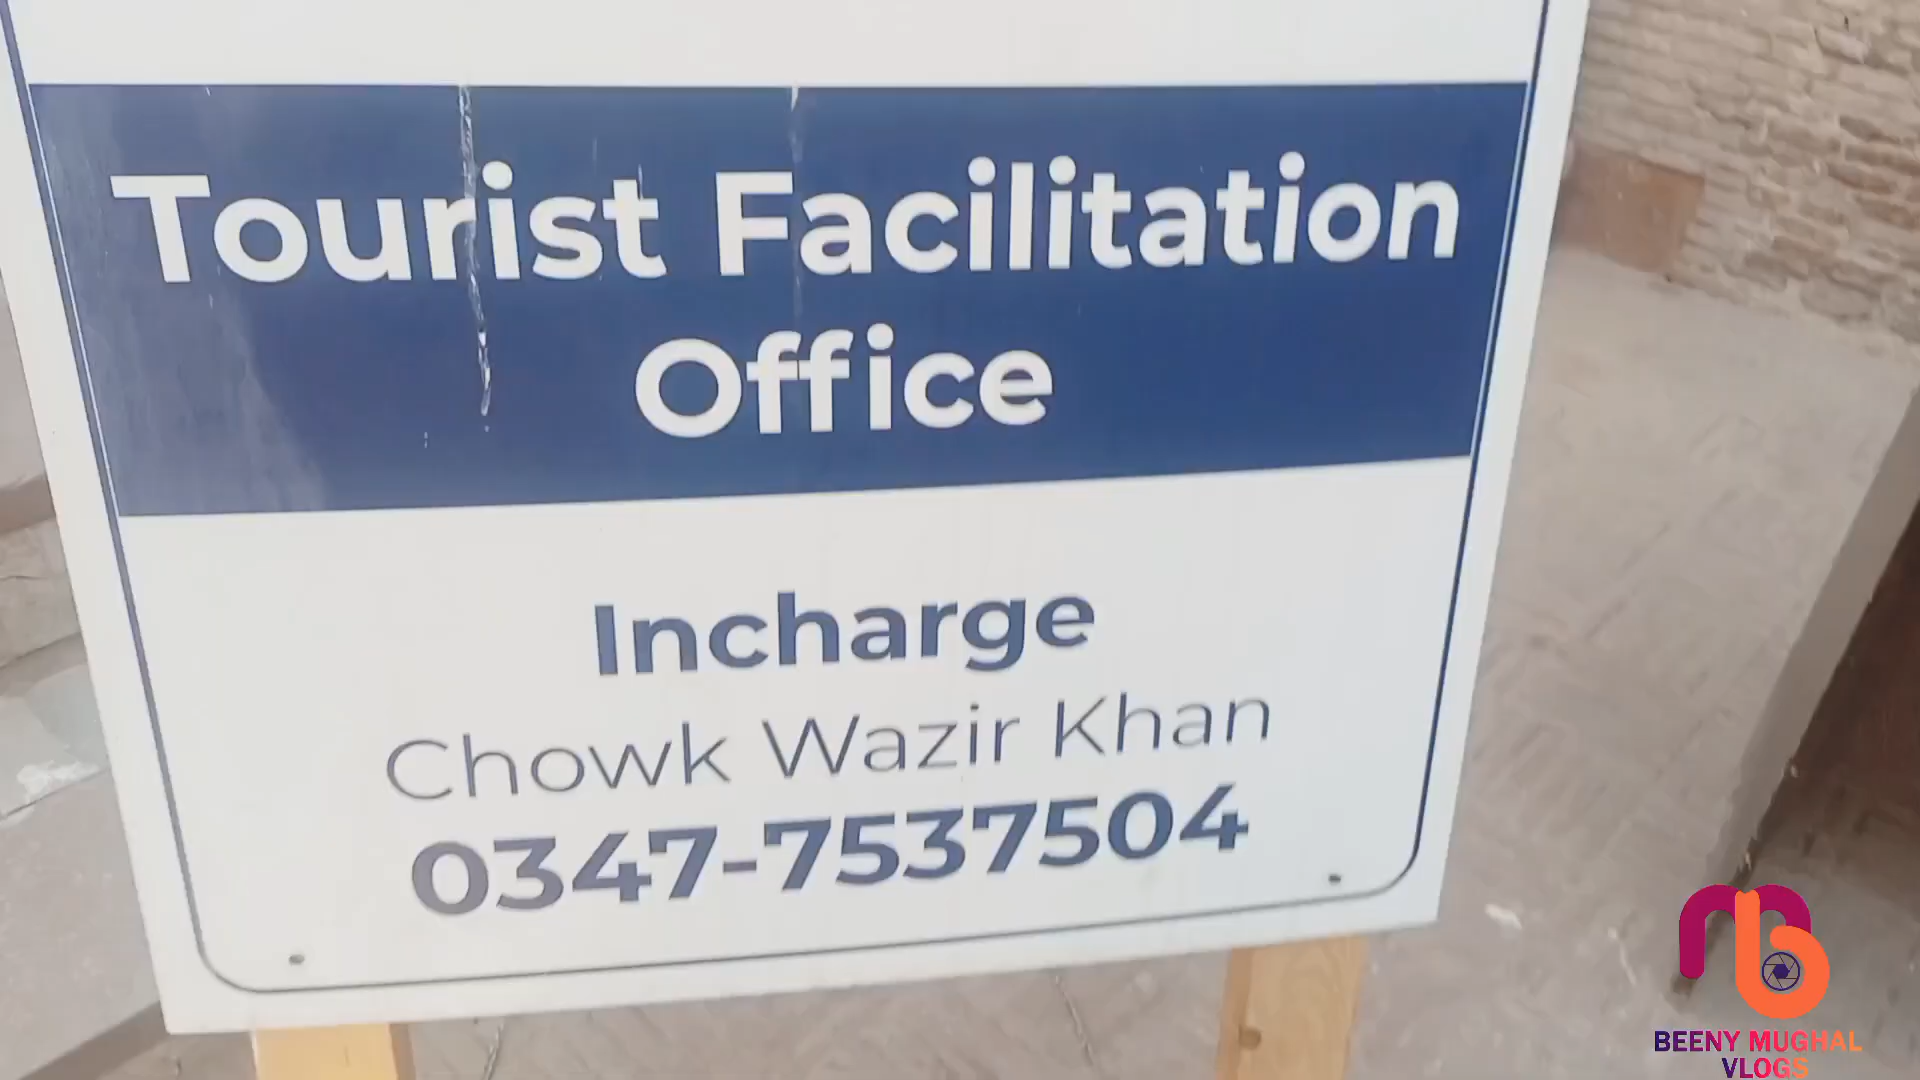 Tourist Facilitation
Office
Incharge
Chowk Wazir Khan
0347-7537504
BEENY MUGHAL
VLOGS